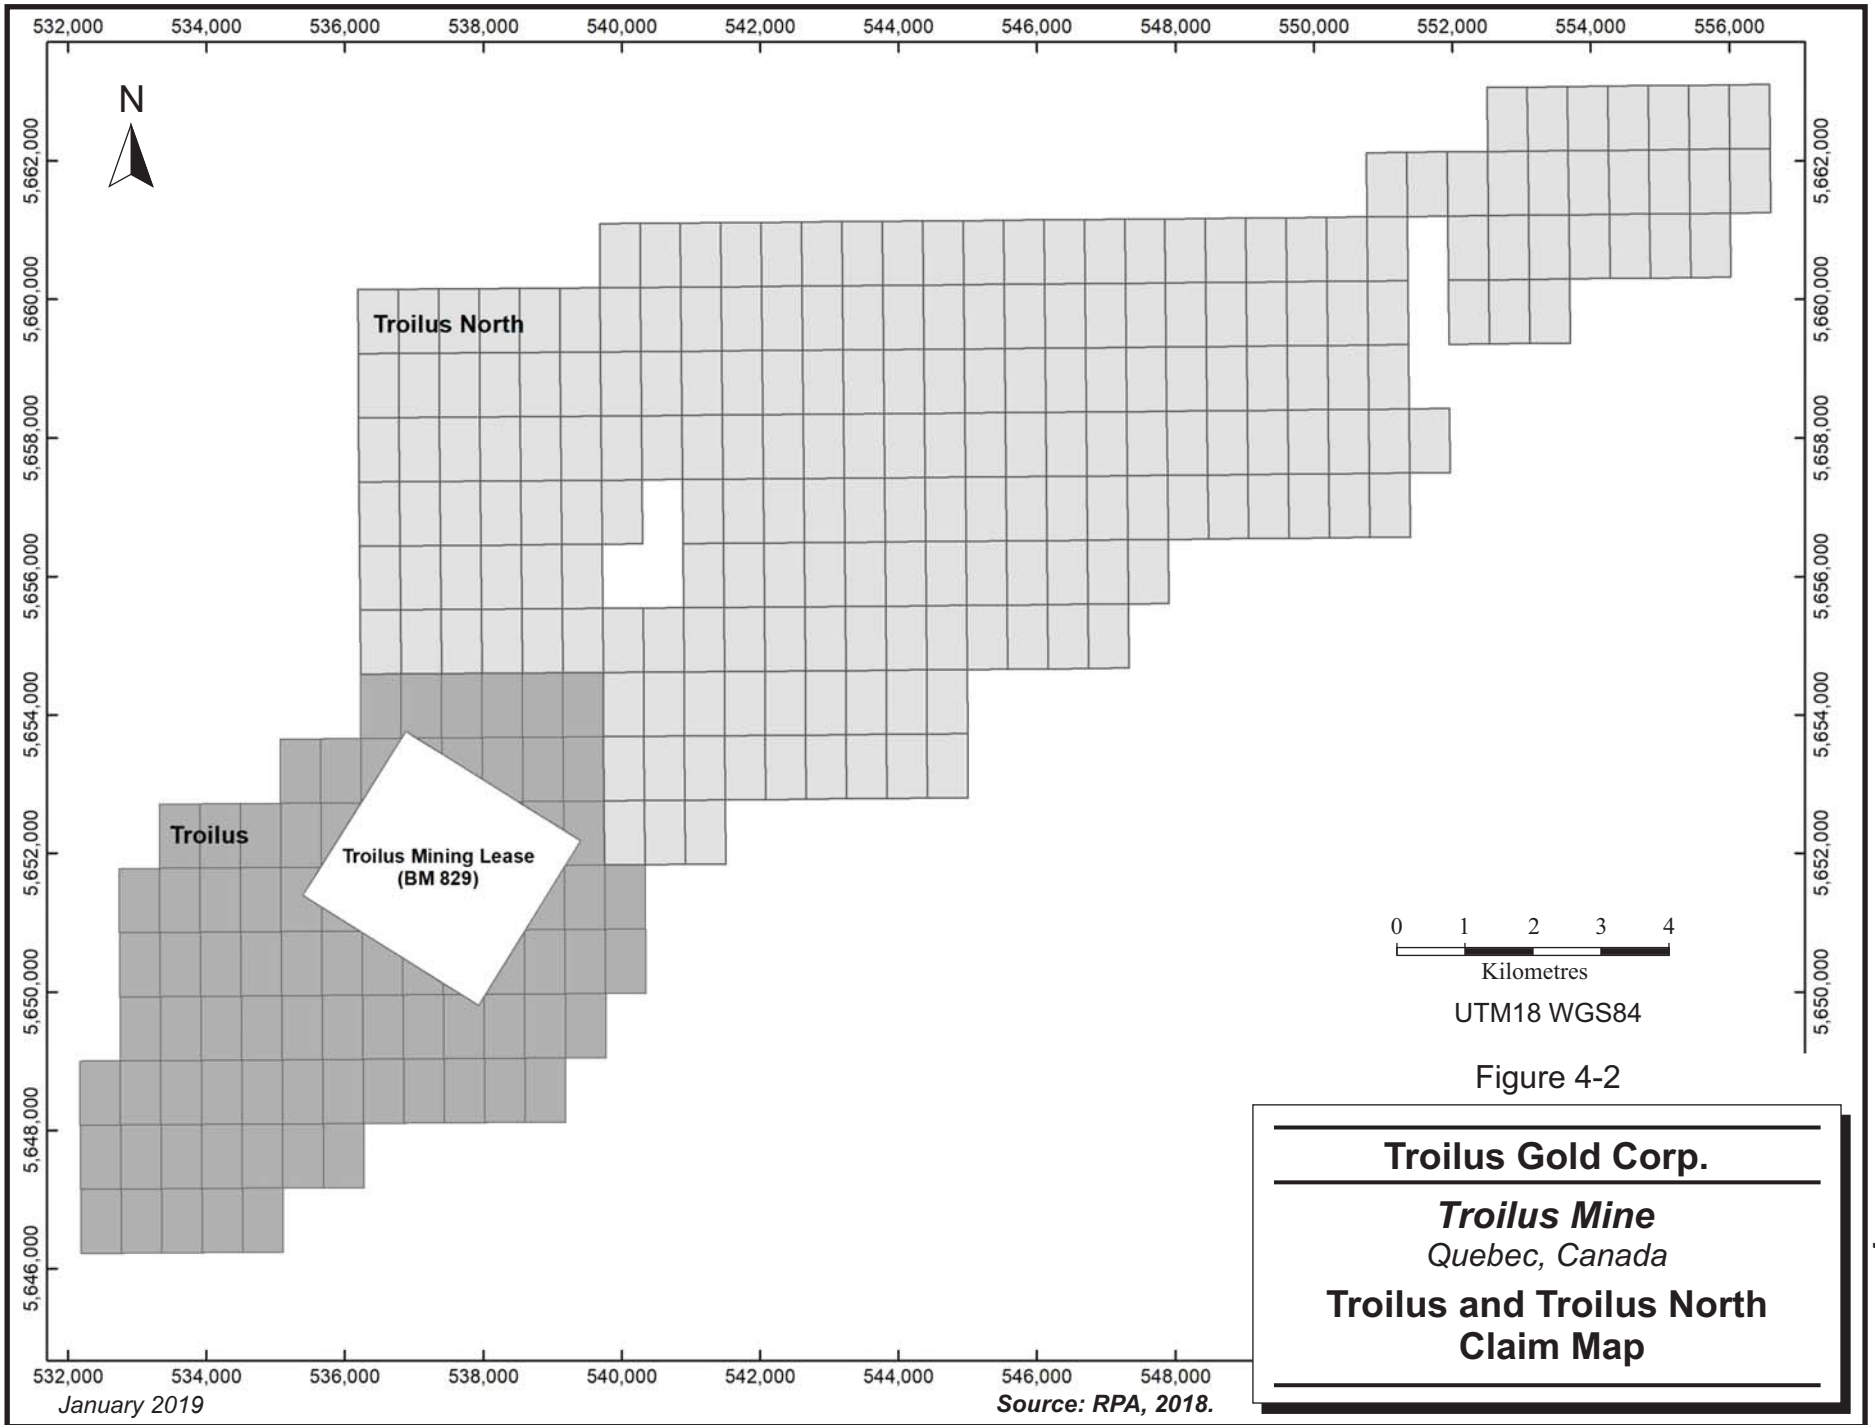 532,000 534,000 536,000 538,000 540,000 542,000 544,000 546,000 548,000 550,000 552,000 554,000 556,000
N
5,662,000
5,660,000
5,658,000
5,656,000
5,654,000
5,652,000
5,650,000
5,648,000
5,646,000
Troilus North
Troilus
Troilus Mining Lease
(BM 829)
5,662,000
5,660,000
5,658,000
5,656,000
5,654,000
5,652,000
5,650,000
0 1 2 3 4
Kilometres
UTM18 WGS84
Figure 4-2
Troilus Gold Corp.
Troilus Mine
Quebec, Canada
Troilus and Troilus North
Claim Map
532,000 534,000 536,000 538,000 540,000 542,000 544,000 546,000 548,000
January 2019
Source: RPA, 2018.